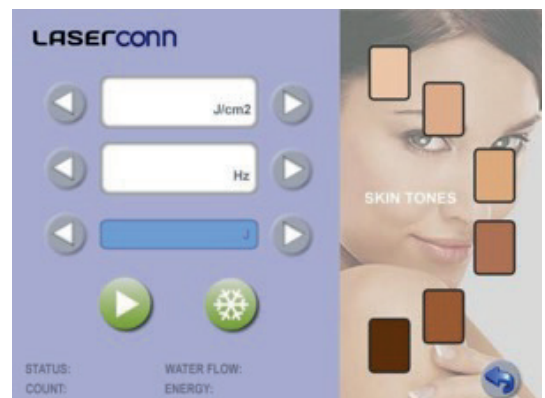 LASErconn
J/cm2
Hz
J
SKIN TONES
STATUS:
WATER FLOW:
COUNT:
ENERGY: